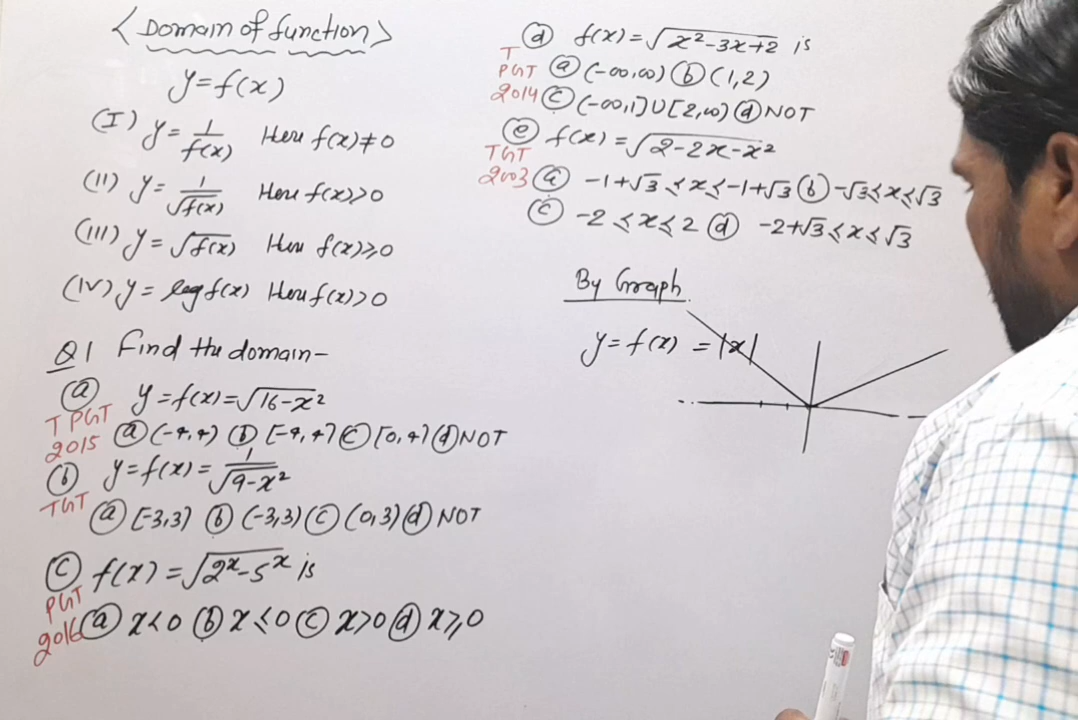 < Domain of function >
y = f(x)
(I) y = 1/f(x) Here f(x) ≠ 0
(II) y = 1/√f(x) Here f(x) > 0
(III) y = √f(x) Here f(x) ≥ 0
(IV) y = log f(x) Here f(x) > 0
Q1 Find the domain -
(a) y = f(x) = √16-x²
T PGT 2015
(a) (-4,4) (b) [-4,4] (c) [0,4] (d) NOT
(b) y = f(x) = 1/√9-x²
TGT
(a) [-3,3] (b) (-3,3) (c) (0,3) (d) NOT
(c) f(x) = √2ˣ-5ˣ is
PGT 2016
(a) x<0 (b) x≤0 (c) x>0 (d) x≥0
(d) f(x) = √x²-3x+2 is
T PGT 2014
(a) (-∞,∞) (b) (1,2)
(c) (-∞,1] ∪ [2,∞) (d) NOT
(e) f(x) = √2-2x-x²
TGT 2003
(a) -1+√3 ≤ x ≤ -1+√3 (b) -√3 ≤ x ≤ √3
(c) -2 ≤ x ≤ 2 (d) -2+√3 ≤ x ≤ √3
By Graph
y = f(x) = |x|